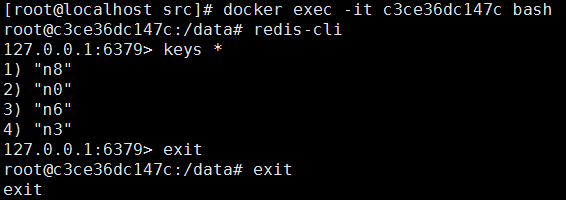 [root@localhost src]# docker exec -it c3ce36dc147c bash
root@c3ce36dc147c:/data# redis-cli
127.0.0.1:6379> keys *
1) "n8"
2) "n0"
3) "n6"
4) "n3"
127.0.0.1:6379> exit
root@c3ce36dc147c:/data# exit
exit